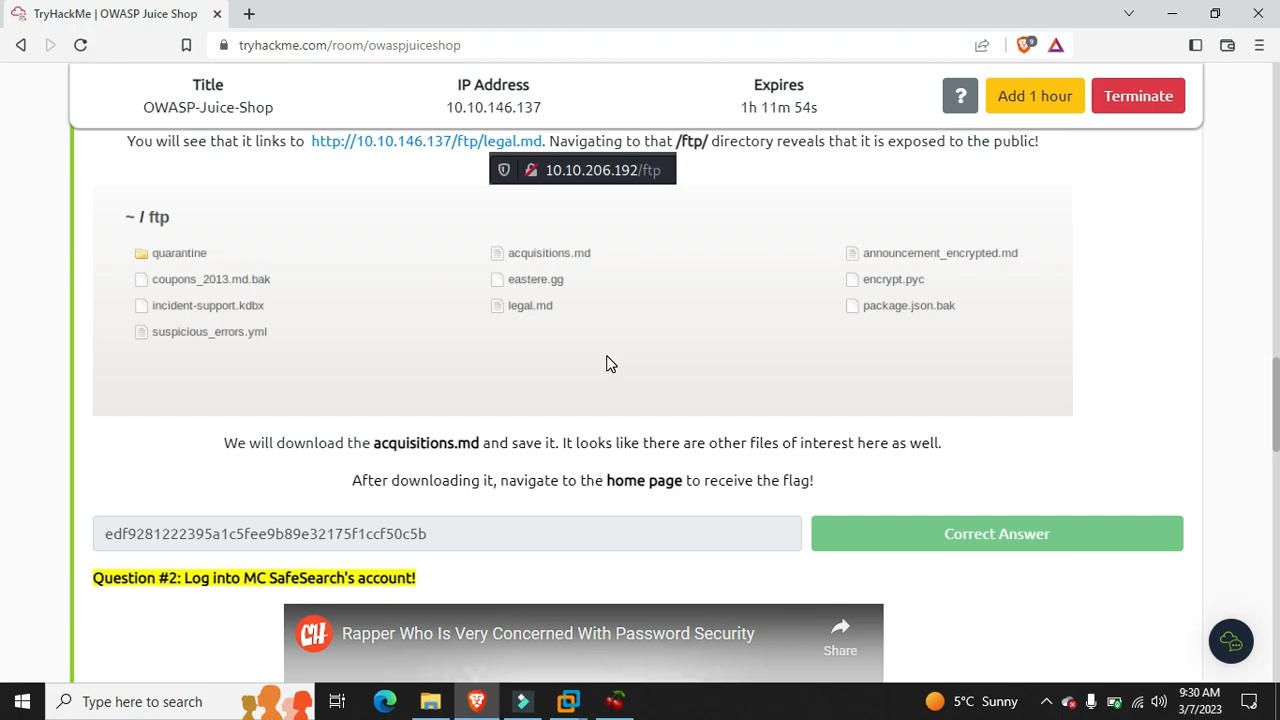 TryHackMe | OWASP Juice Shop
tryhackme.com/room/owaspjuiceshop
9
Title
OWASP-Juice-Shop
IP Address
10.10.146.137
Expires
1h 11m 54s
?
Add 1 hour
Terminate
You will see that it links to http://10.10.146.137/ftp/legal.md. Navigating to that /ftp/ directory reveals that it is exposed to the public!
10.10.206.192/ftp
~ / ftp
quarantine
acquisitions.md
announcement_encrypted.md
coupons_2013.md.bak
eastere.gg
encrypt.pyc
incident-support.kdbx
legal.md
package.json.bak
suspicious_errors.yml
We will download the acquisitions.md and save it. It looks like there are other files of interest here as well.
After downloading it, navigate to the home page to receive the flag!
edf9281222395a1c5fee9b89e32175f1ccf50c5b
Correct Answer
Question #2: Log into MC SafeSearch's account!
CH
Rapper Who Is Very Concerned With Password Security
Share
Type here to search
5°C Sunny
9:30 AM
3/7/2023